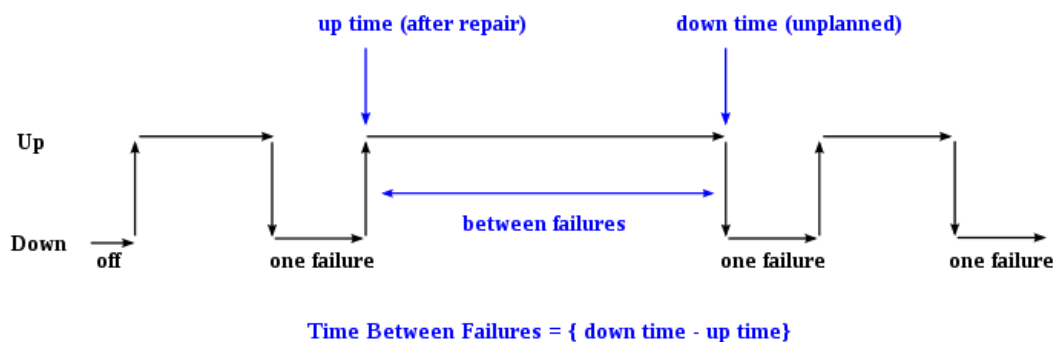 up time (after repair)
down time (unplanned)
Up
between failures
Down
off
one failure
one failure
one failure
Time Between Failures = { down time - up time}